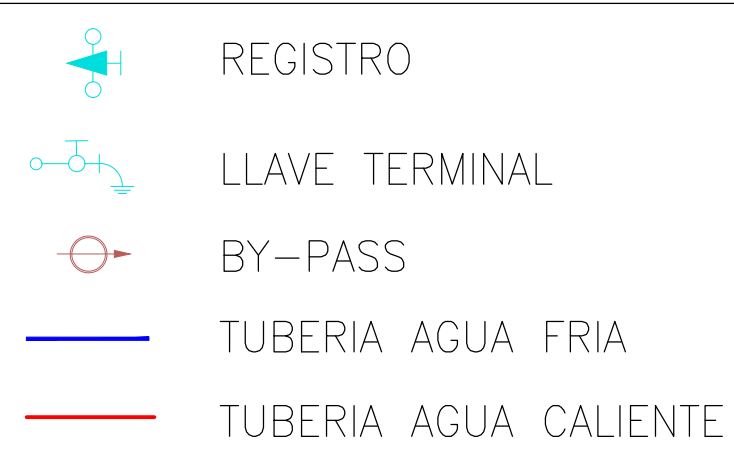 REGISTRO
LLAVE TERMINAL
BY-PASS
TUBERIA AGUA FRIA
TUBERIA AGUA CALIENTE